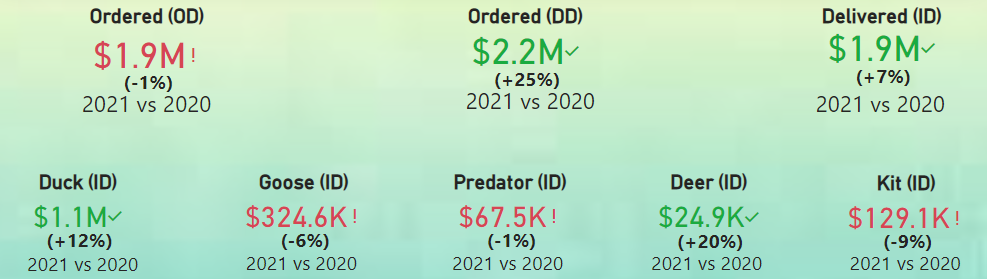 Ordered (OD) Ordered (DD) Delivered (ID)
$1.9M! $2.2M✓ $1.9M✓
(-1%) (+25%) (+7%)
2021 vs 2020 2021 vs 2020 2021 vs 2020
Duck (ID) Goose (ID) Predator (ID) Deer (ID) Kit (ID)
$1.1M✓ $324.6K! $67.5K! $24.9K✓ $129.1K!
(+12%) (-6%) (-1%) (+20%) (-9%)
2021 vs 2020 2021 vs 2020 2021 vs 2020 2021 vs 2020 2021 vs 2020